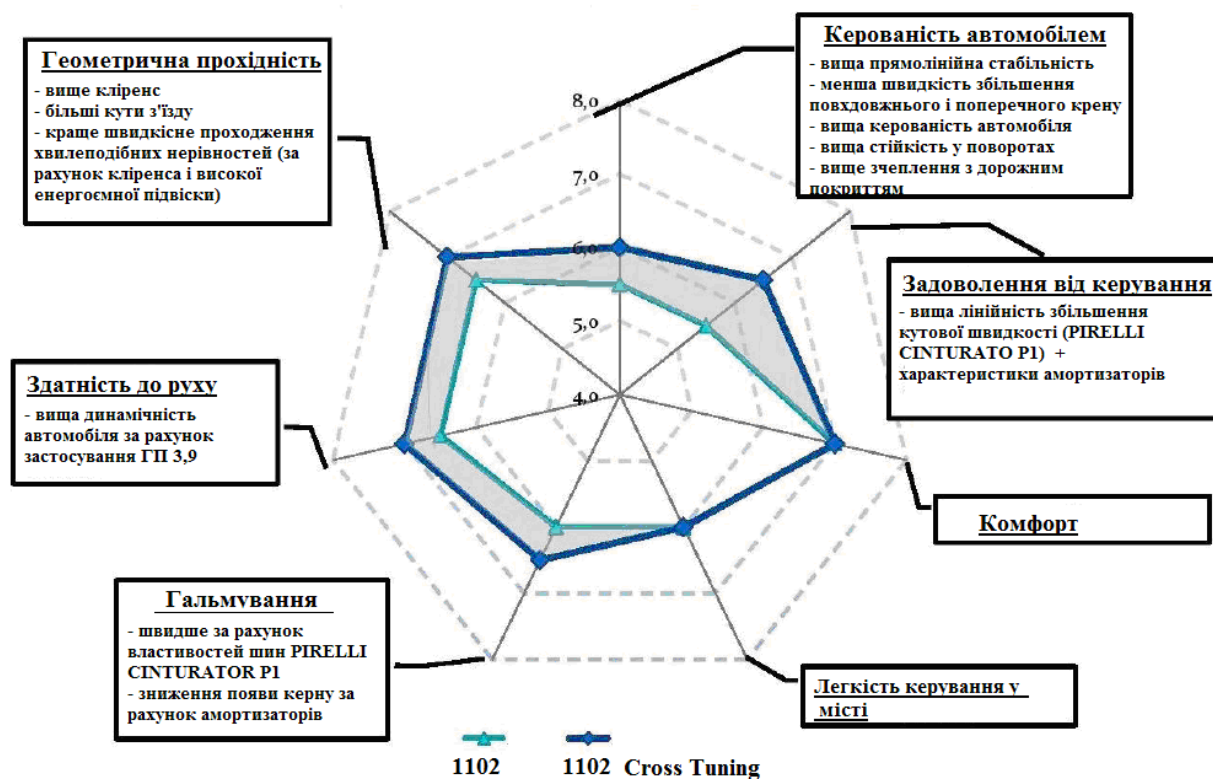 Геометрична прохідність
- вище кліренс
- більші кути з'їзду
- краще швидкісне проходження
хвилеподібних нерівностей (за
рахунок кліренса і високої
енергоємної підвіски)
Керованість автомобілем
- вища прямолінійна стабільність
- менша швидкість збільшення
повхдовжнього і поперечного крену
- вища керованість автомобіля
- вища стійкість у поворотах
- вище зчеплення з дорожним
покриттям
8,0
7,0
6,0
5,0
4,0
Задоволення від керування
- вища лінійність збільшення
кутової швидкості (PIRELLI
CINTURATO P1) +
характеристики амортизаторів
Здатність до руху
- вища динамічність
автомобіля за рахунок
застосування ГП 3,9
Комфорт
Гальмування
- швидше за рахунок
властивостей шин PIRELLI
CINTURATOR P1
- зниження появи керну за
рахунок амортизаторів
Легкість керування у
місті
1102
1102 Cross Tuning